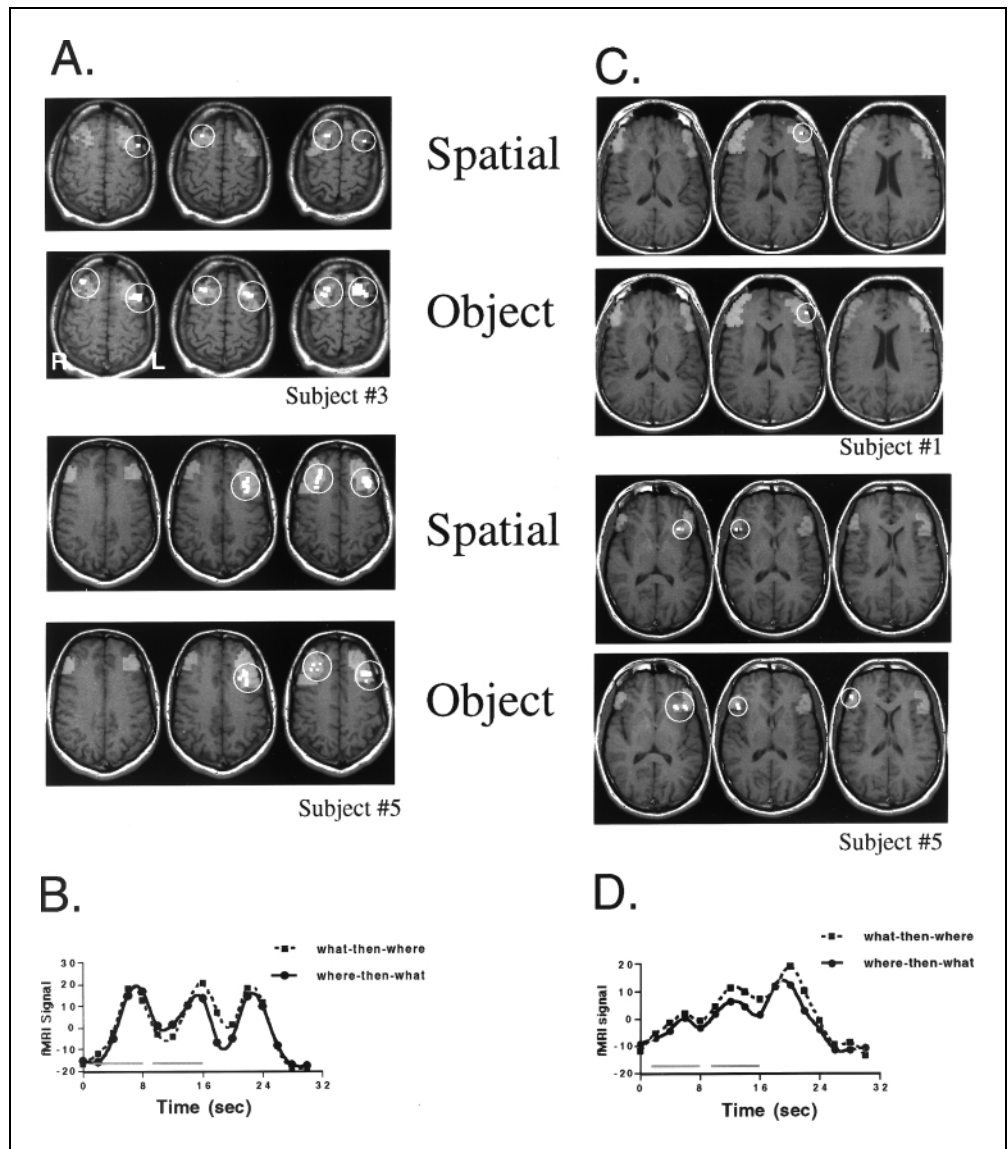 A.
Spatial
Object
R L
Subject #3
Spatial
Object
Subject #5
C.
Subject #1
Subject #5
B.
what-then-where
where-then-what
fMRI Signal
30
20
10
0
-10
-20
0 8 16 24 32
Time (sec)
D.
what-then-where
where-then-what
fMRI Signal
20
10
0
-10
-20
0 8 16 24 32
Time (sec)